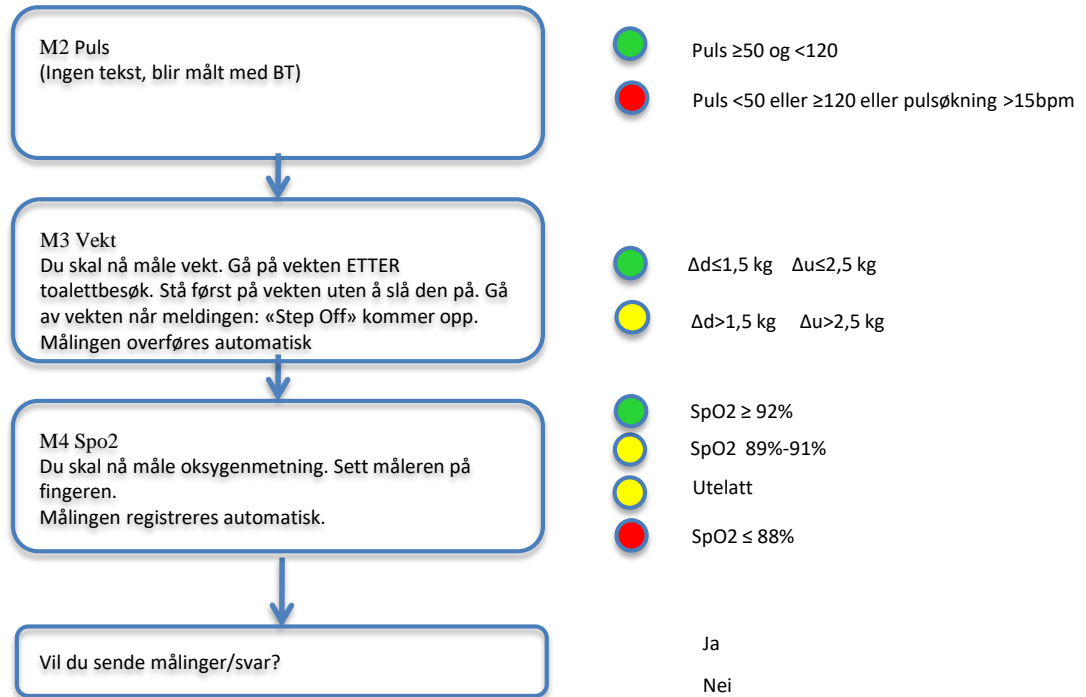 M2 Puls
(Ingen tekst, blir målt med BT)
Puls ≥50 og <120
Puls <50 eller ≥120 eller pulsøkning >15bpm
M3 Vekt
Du skal nå måle vekt. Gå på vekten ETTER
toalettbesøk. Stå først på vekten uten å slå den på. Gå
av vekten når meldingen: «Step Off» kommer opp.
Målingen overføres automatisk
Δd≤1,5 kg Δu≤2,5 kg
Δd>1,5 kg Δu>2,5 kg
M4 Spo2
Du skal nå måle oksygenmetning. Sett måleren på
fingeren.
Målingen registreres automatisk.
SpO2 ≥ 92%
SpO2 89%-91%
Utelatt
SpO2 ≤ 88%
Vil du sende målinger/svar?
Ja
Nei